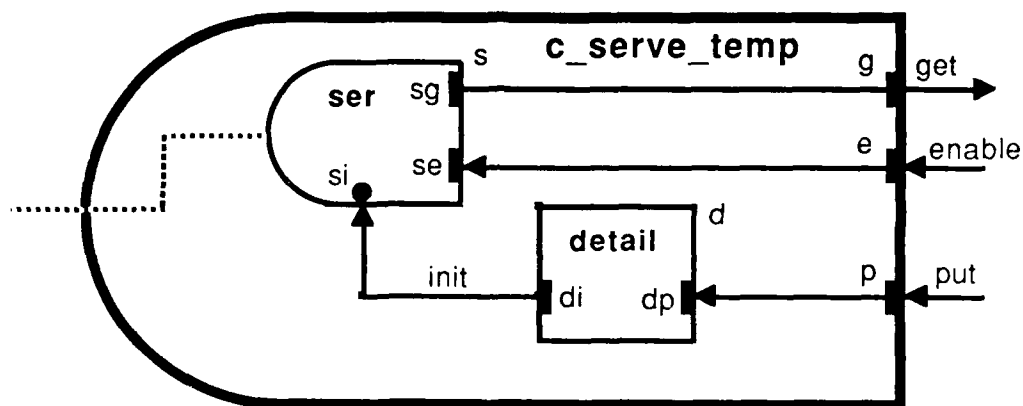 c_serve_temp
s
g
get
ser
sg
e
enable
se
si
d
detail
p
put
init
di
dp